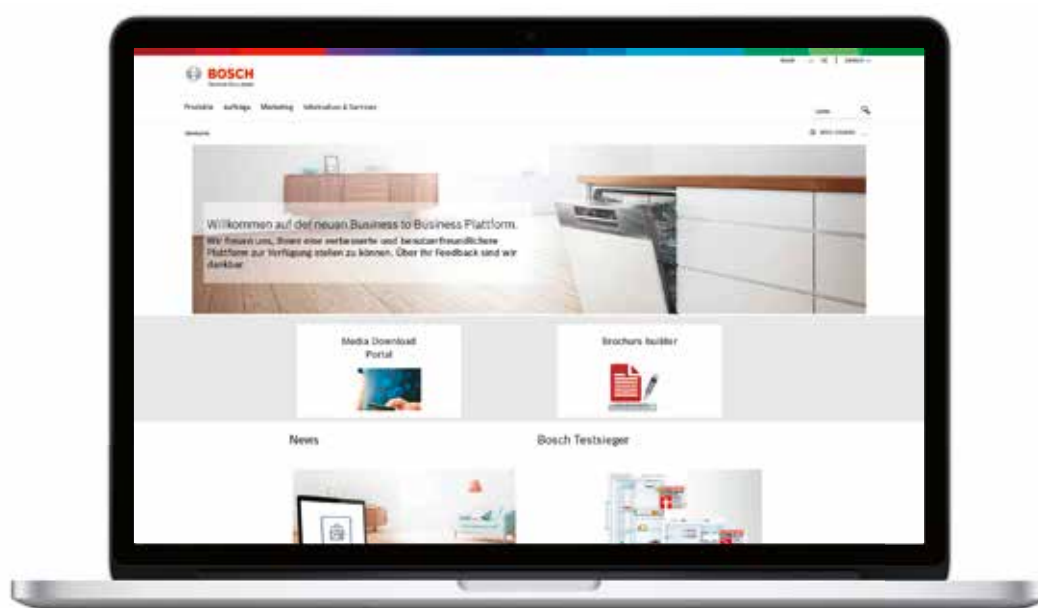 BOSCH
Produkte Aufträge Marketing Information & Services
Willkommen auf der neuen Business to Business Plattform.
Wir freuen uns, Ihnen eine verbesserte und benutzerfreundlichere
Plattform zur Verfügung stellen zu können. Über Ihr Feedback sind wir
dankbar
Media Download
Portal
Brochure builder
News
Bosch Testsieger